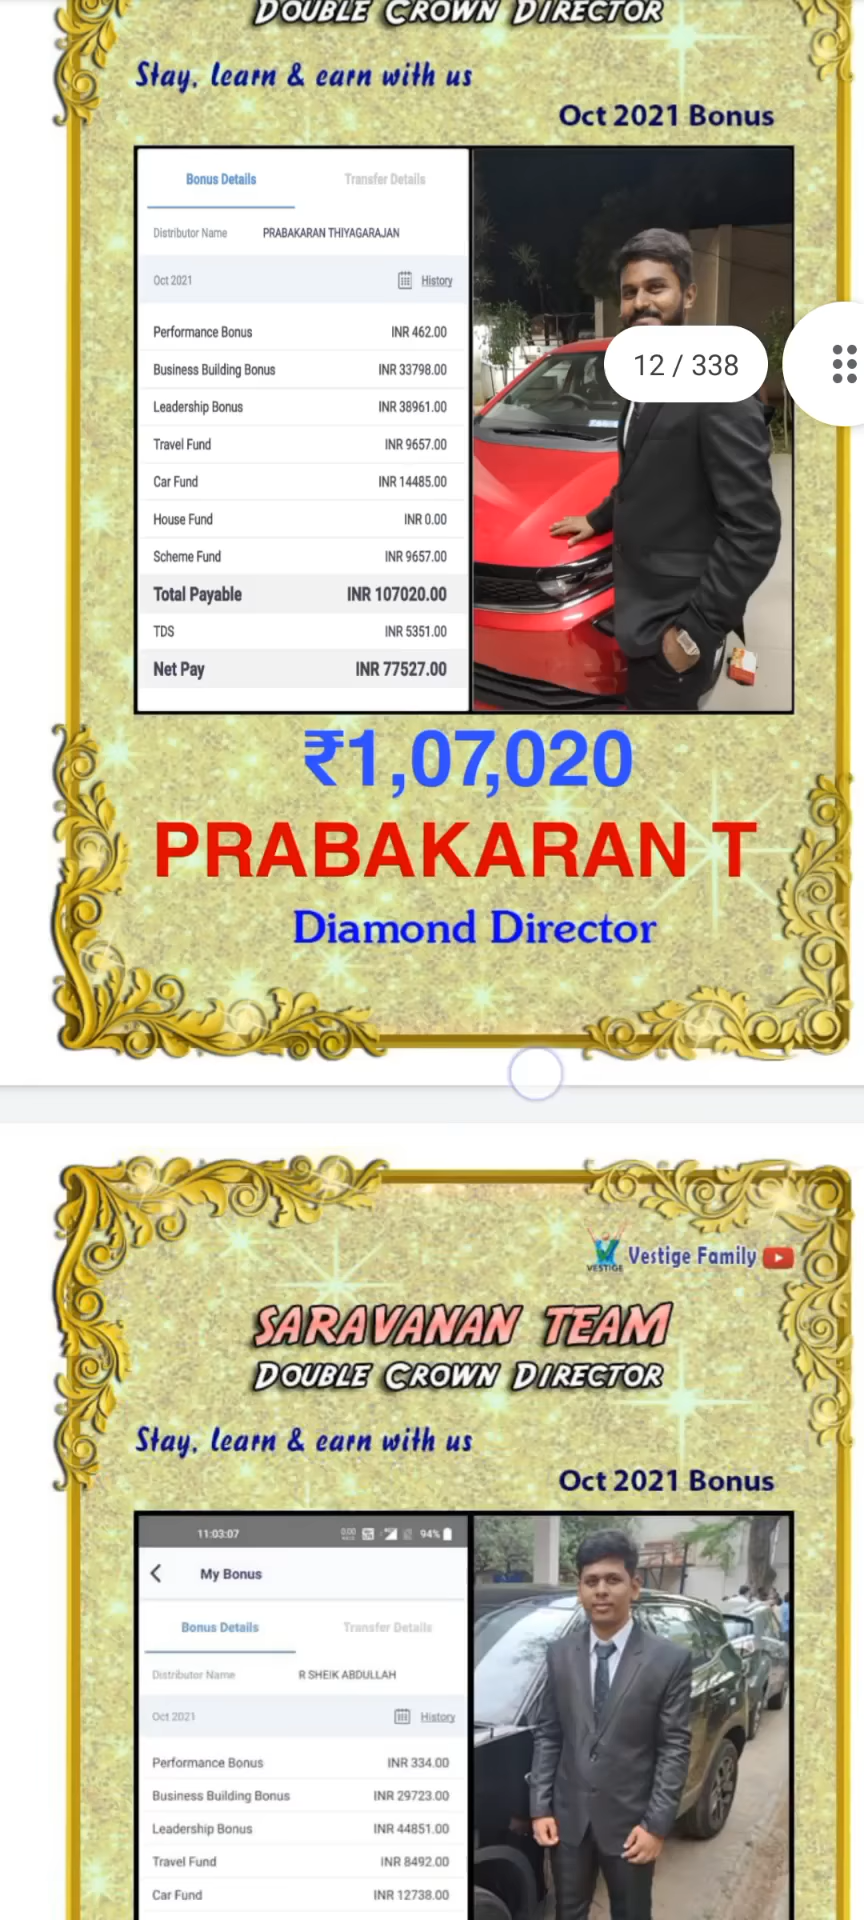 DOUBLE CROWN DIRECTOR
Stay, learn & earn with us
Oct 2021 Bonus
Bonus Details Transfer Details
Distributor Name PRABAKARAN THIYAGARAJAN
Oct 2021 History
Performance Bonus INR 462.00
Business Building Bonus INR 33798.00
Leadership Bonus INR 38961.00
Travel Fund INR 9657.00
Car Fund INR 14485.00
House Fund INR 0.00
Scheme Fund INR 9657.00
Total Payable INR 107020.00
TDS INR 5351.00
Net Pay INR 77527.00
12 / 338
₹1,07,020
PRABAKARAN T
Diamond Director
VESTIGE Vestige Family
SARAVANAN TEAM
DOUBLE CROWN DIRECTOR
Stay, learn & earn with us
Oct 2021 Bonus
11:03:07 94%
My Bonus
Bonus Details Transfer Details
Distributor Name R SHEIK ABDULLAH
Oct 2021 History
Performance Bonus INR 334.00
Business Building Bonus INR 29723.00
Leadership Bonus INR 44851.00
Travel Fund INR 8492.00
Car Fund INR 12738.00